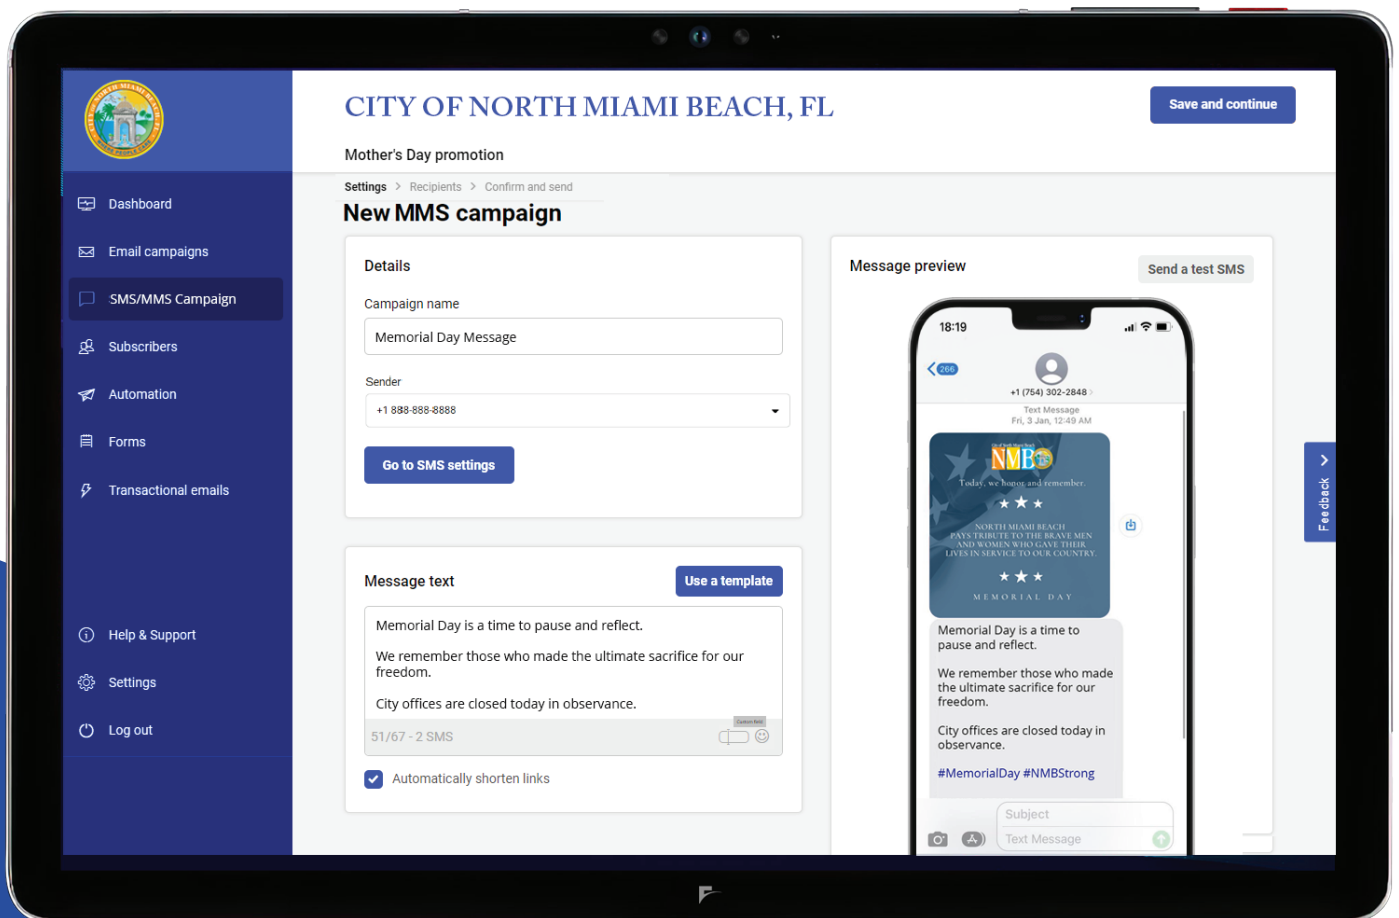 CITY OF NORTH MIAMI BEACH, FL
Save and continue
Mother's Day promotion
Settings > Recipients > Confirm and send
New MMS campaign
Dashboard
Email campaigns
SMS/MMS Campaign
Subscribers
Automation
Forms
Transactional emails
Help & Support
Settings
Log out
Details
Campaign name
Memorial Day Message
Sender
+1 888-888-8888
Go to SMS settings
Message text
Use a template
Memorial Day is a time to pause and reflect.
We remember those who made the ultimate sacrifice for our
freedom.
City offices are closed today in observance.
Custom field
51/67 - 2 SMS
Automatically shorten links
Message preview
Send a test SMS
18:19
266
+1 (754) 302-2848
Text Message
Fri, 3 Jan, 12:49 AM
City of North Miami Beach
NMB
Today, we honor and remember.
NORTH MIAMI BEACH
PAYS TRIBUTE TO THE BRAVE MEN
AND WOMEN WHO GAVE THEIR
LIVES IN SERVICE TO OUR COUNTRY.
MEMORIAL DAY
Memorial Day is a time to
pause and reflect.
We remember those who made
the ultimate sacrifice for our
freedom.
City offices are closed today in
observance.
#MemorialDay #NMBStrong
Subject
Text Message
Feedback